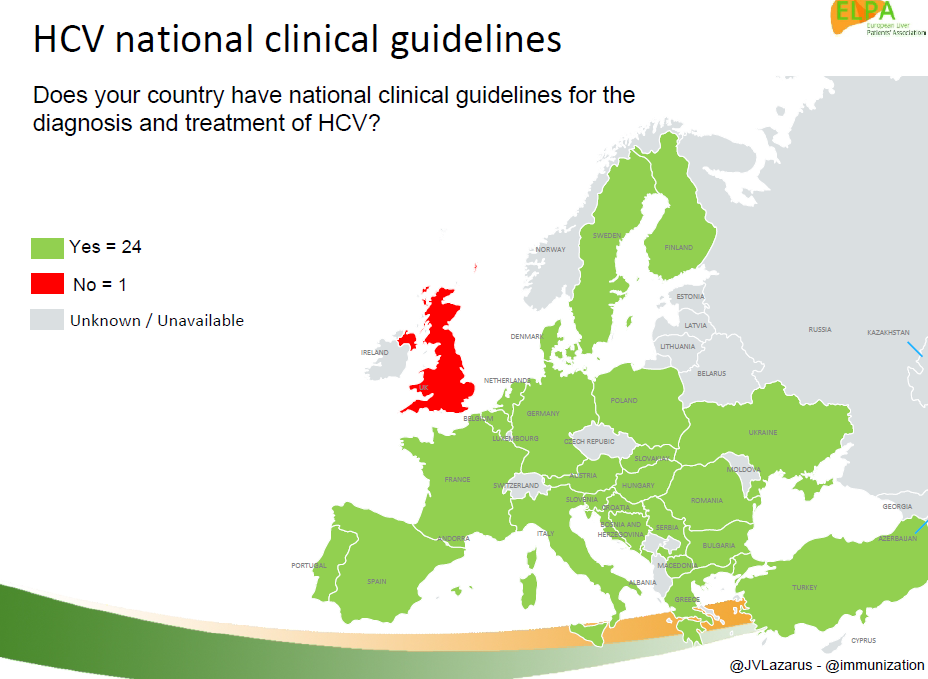 ELPA
European Liver
Patients' Association
HCV national clinical guidelines
Does your country have national clinical guidelines for the
diagnosis and treatment of HCV?
Yes = 24
No = 1
Unknown / Unavailable
NORWAY
SWEDEN
FINLAND
ESTONIA
RUSSIA
LATVIA
KAZAKHSTAN
DENMARK
LITHUANIA
IRELAND
BELARUS
NETHERLANDS
UK
POLAND
GERMANY
BELGIUM
UKRAINE
LUXEMBOURG
CZECH REPUBIC
SLOVAKIAY
MOLDOVA
FRANCE
AUSTRIA
SWITZERLAND
HUNGARY
SLOVENIA
ROMANIA
CROATIA
GEORGIA
BOSNIA AND
HERZEGOVINA
SERBIA
ITALY
ANDORRA
AZERBAIJAN
BULGARIA
PORTUGAL
MACEDONIA
SPAIN
ALBANIA
TURKEY
GREECE
CYPRUS
@JVLazarus - @immunization